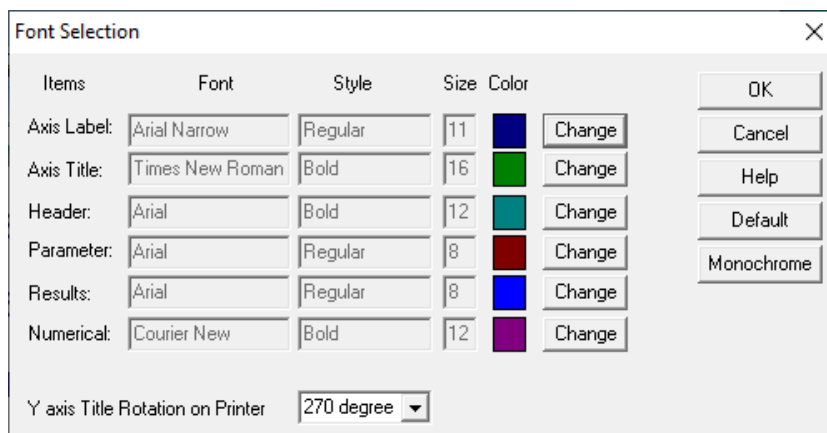 Font Selection
Items Font Style Size Color
OK
Axis Label: Arial Narrow Regular 11 Change
Cancel
Axis Title: Times New Roman Bold 16 Change
Help
Header: Arial Bold 12 Change
Default
Parameter: Arial Regular 8 Change
Monochrome
Results: Arial Regular 8 Change
Numerical: Courier New Bold 12 Change
Y axis Title Rotation on Printer 270 degree